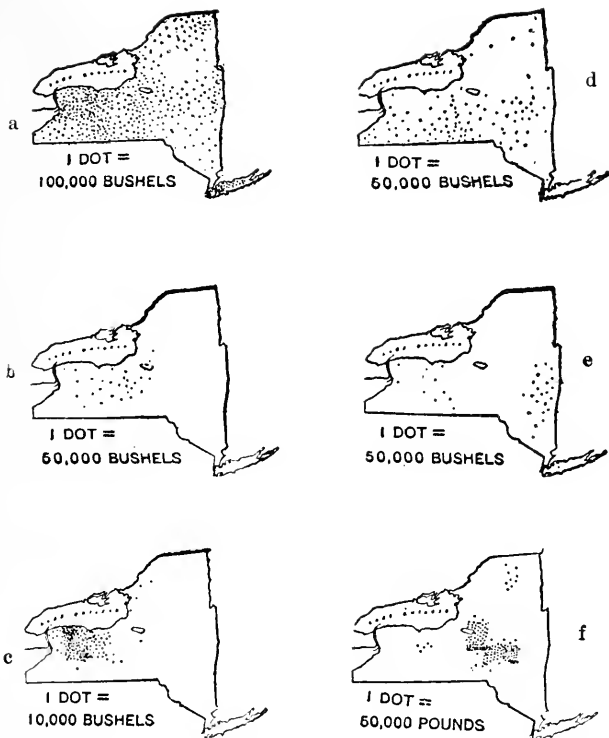 a
1 DOT =
100,000 BUSHELS
d
1 DOT =
50,000 BUSHELS
b
1 DOT =
50,000 BUSHELS
e
1 DOT =
50,000 BUSHELS
c
1 DOT =
10,000 BUSHELS
f
1 DOT =
50,000 POUNDS